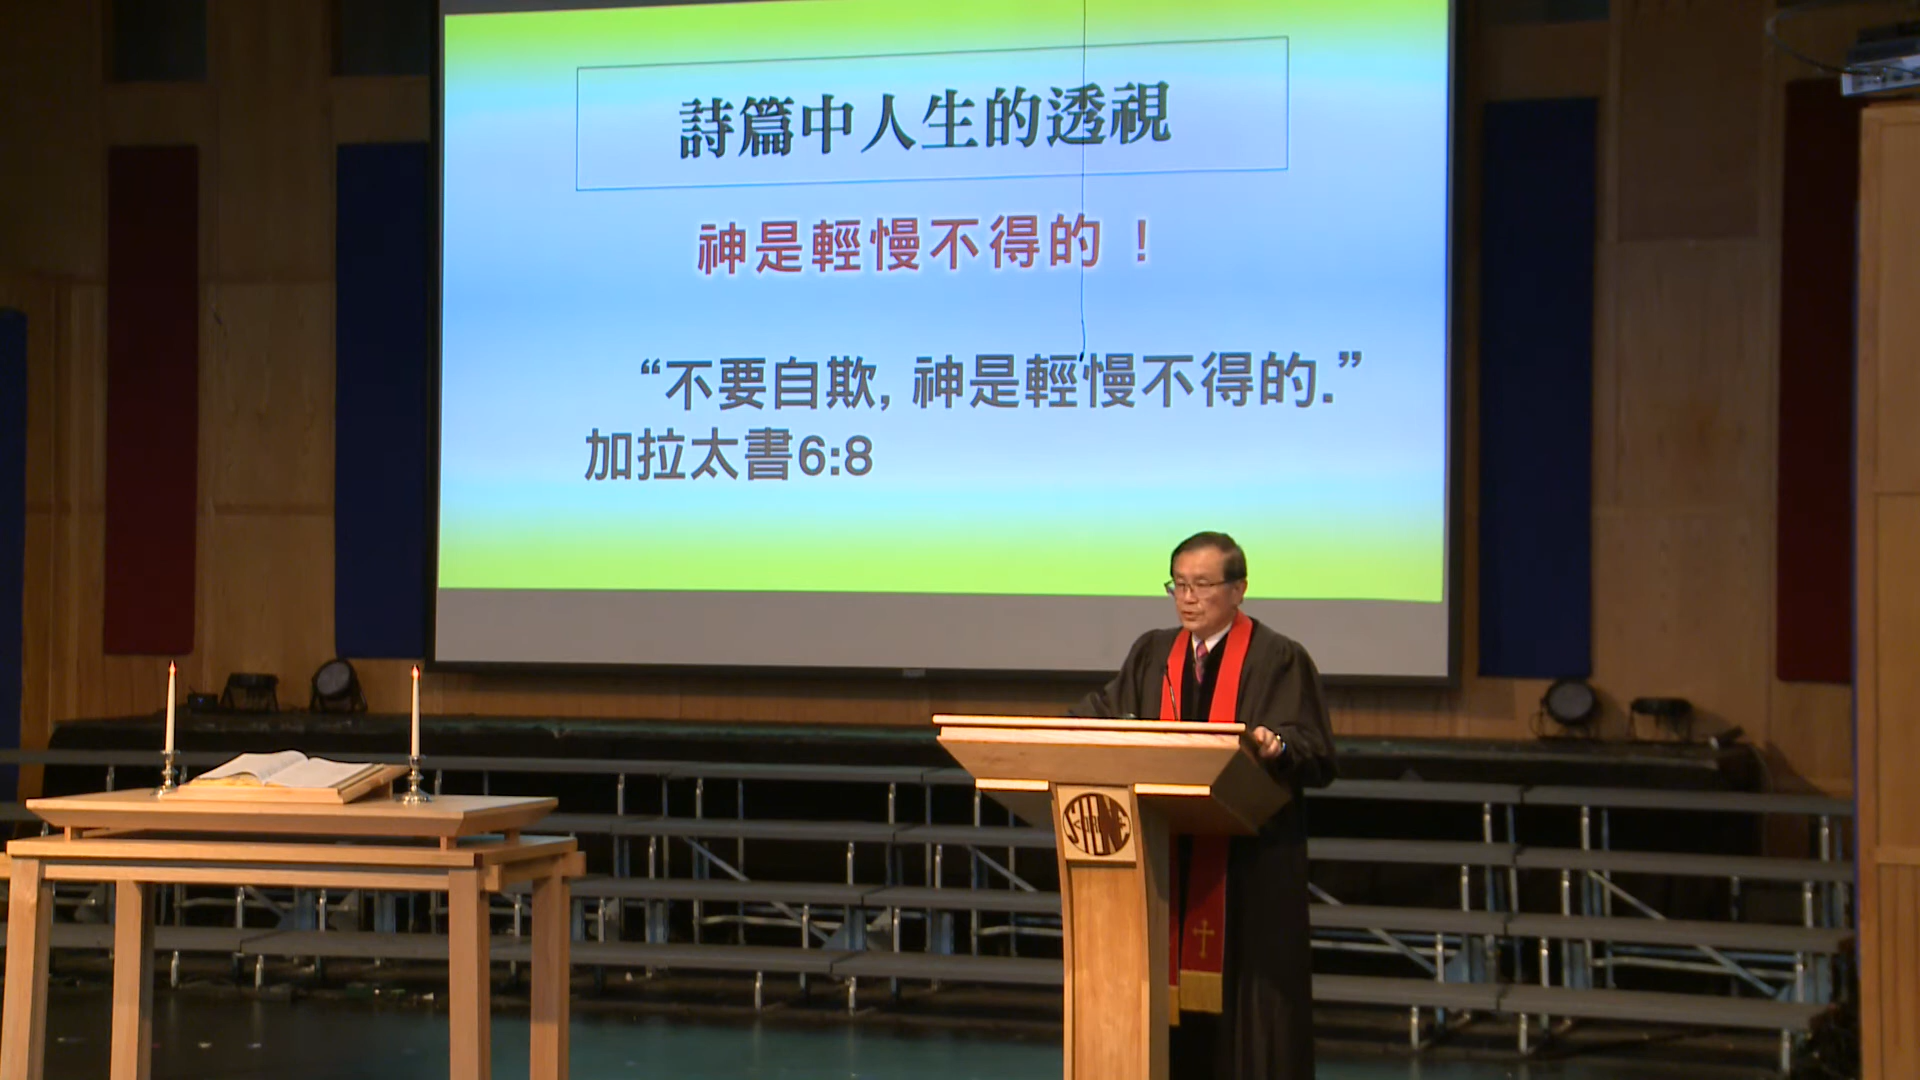 詩篇中人生的透視
神是輕慢不得的！
“不要自欺, 神是輕慢不得的.”
加拉太書6:8